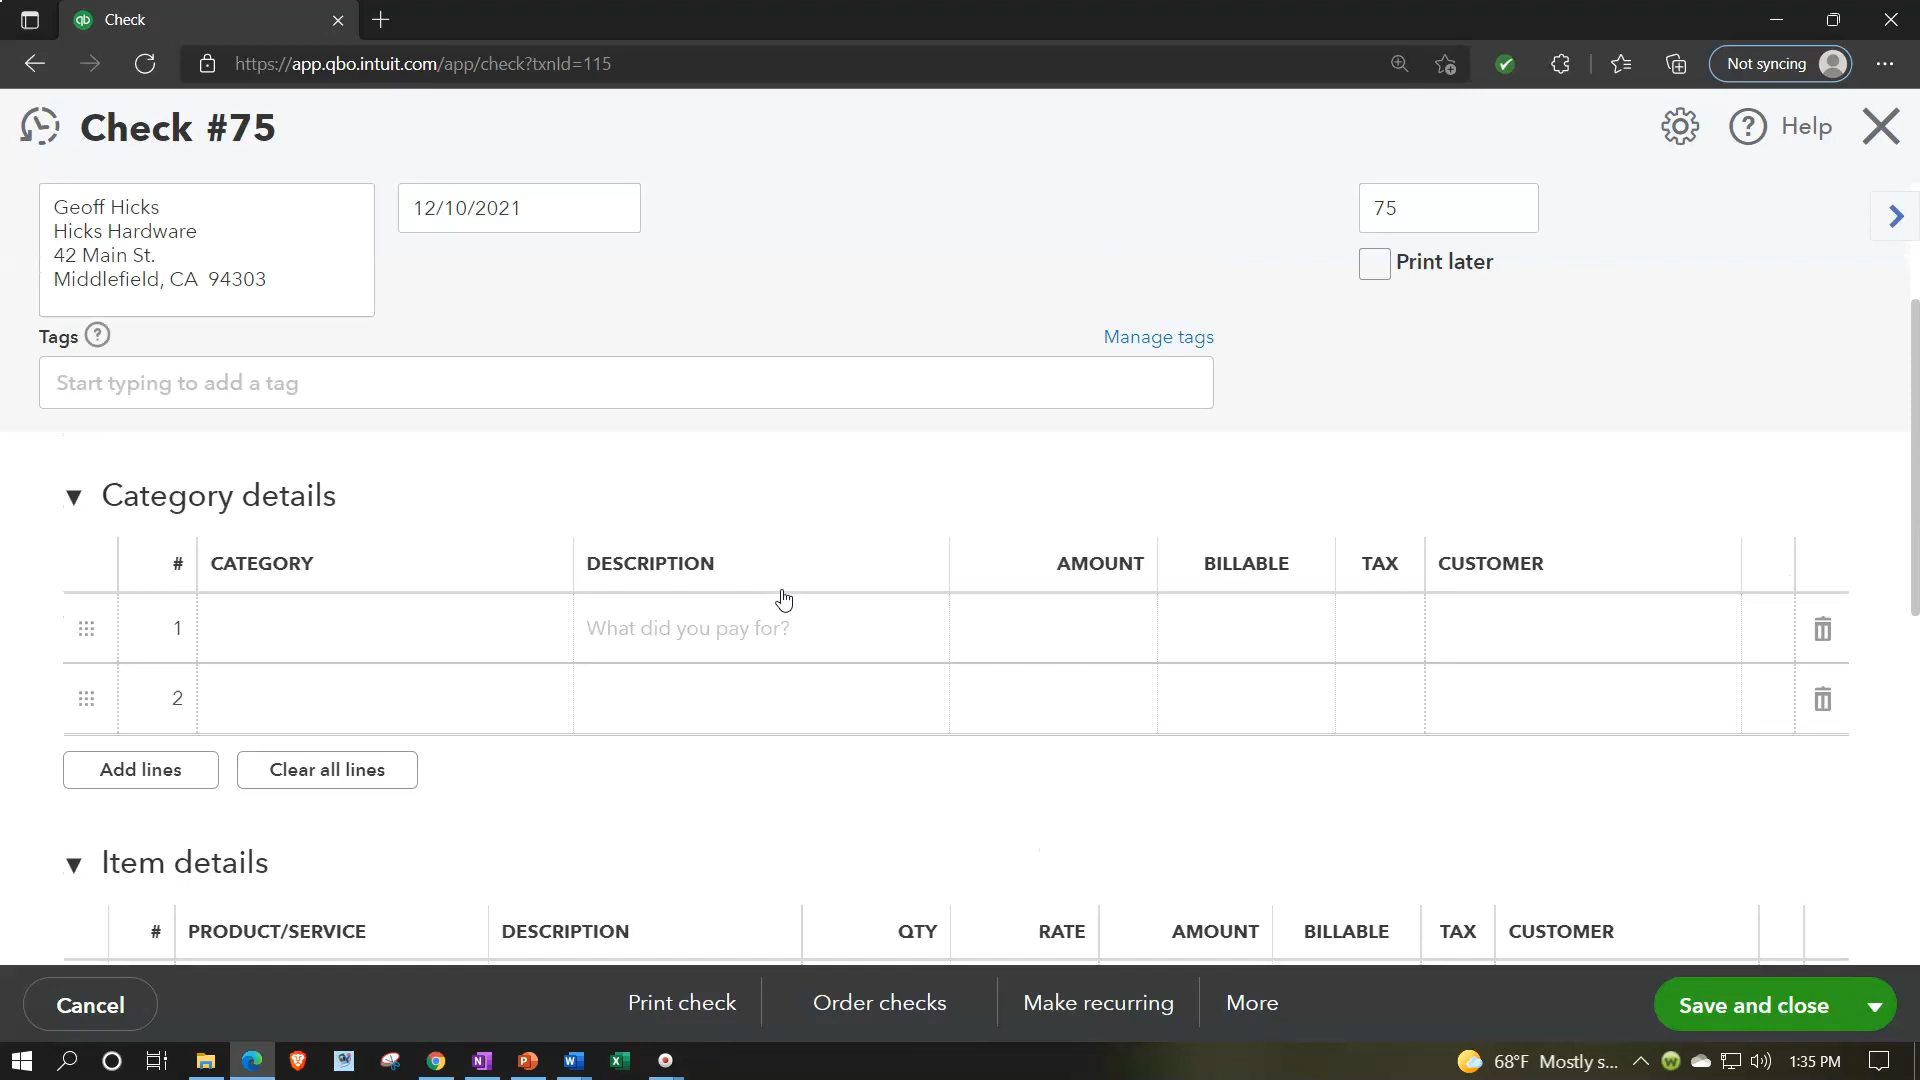 qb Check
https://app.qbo.intuit.com/app/check?txnId=115
Not syncing
Check #75
Help
Geoff Hicks
Hicks Hardware
42 Main St.
Middlefield, CA 94303
12/10/2021
75
Print later
Tags ?
Manage tags
Start typing to add a tag
Category details
# CATEGORY DESCRIPTION AMOUNT BILLABLE TAX CUSTOMER
1 What did you pay for?
2
Add lines Clear all lines
Item details
# PRODUCT/SERVICE DESCRIPTION QTY RATE AMOUNT BILLABLE TAX CUSTOMER
Cancel Print check Order checks Make recurring More Save and close
68°F Mostly s... 1:35 PM